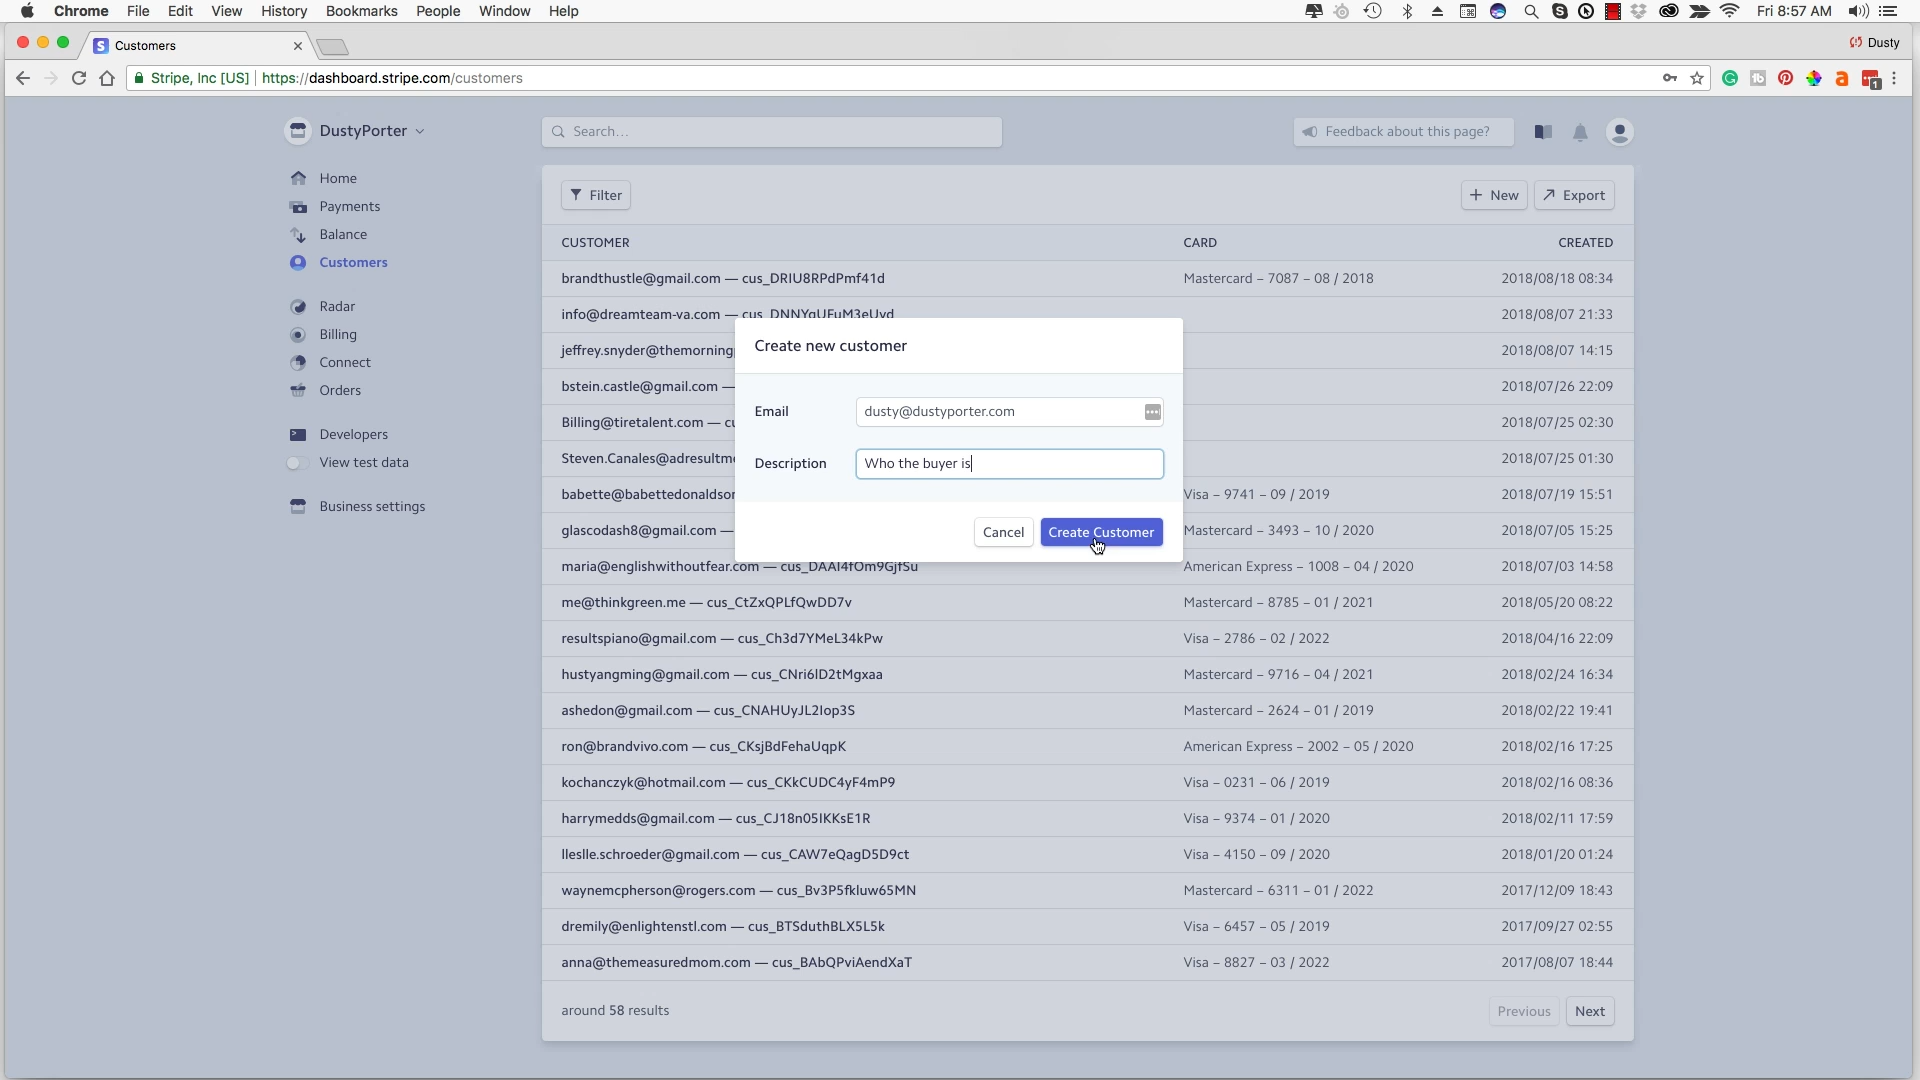 Chrome File Edit View History Bookmarks People Window Help Fri 8:57 AM
S Customers Dusty
Stripe, Inc [US] https://dashboard.stripe.com/customers 1
DustyPorter Search... Feedback about this page?
Home
Payments
Balance
Customers
Radar
Billing
Connect
Orders
Developers
View test data
Business settings
Filter New Export
CUSTOMER CARD CREATED
brandthustle@gmail.com — cus_DRIU8RPdPmf41d Mastercard – 7087 – 08 / 2018 2018/08/18 08:34
info@dreamteam-va.com — cus_DNNYqUFuM3eUvd 2018/08/07 21:33
jeffrey.snyder@themorning 2018/08/07 14:15
bstein.castle@gmail.com — 2018/07/26 22:09
Billing@tiretalent.com — cu 2018/07/25 02:30
Steven.Canales@adresultme 2018/07/25 01:30
babette@babettedonaldson Visa – 9741 – 09 / 2019 2018/07/19 15:51
glascodash8@gmail.com — Mastercard – 3493 – 10 / 2020 2018/07/05 15:25
maria@englishwithoutfear.com — cus_DAAI4fOm9GjfSu American Express – 1008 – 04 / 2020 2018/07/03 14:58
me@thinkgreen.me — cus_CtZxQPLfQwDD7v Mastercard – 8785 – 01 / 2021 2018/05/20 08:22
resultspiano@gmail.com — cus_Ch3d7YMeL34kPw Visa – 2786 – 02 / 2022 2018/04/16 22:09
hustyangming@gmail.com — cus_CNri6lD2tMgxaa Mastercard – 9716 – 04 / 2021 2018/02/24 16:34
ashedon@gmail.com — cus_CNAHUyJL2Iop3S Mastercard – 2624 – 01 / 2019 2018/02/22 19:41
ron@brandvivo.com — cus_CKsjBdFehaUqpK American Express – 2002 – 05 / 2020 2018/02/16 17:25
kochanczyk@hotmail.com — cus_CKkCUDC4yF4mP9 Visa – 0231 – 06 / 2019 2018/02/16 08:36
harrymedds@gmail.com — cus_CJ18n05IKKsE1R Visa – 9374 – 01 / 2020 2018/02/11 17:59
lleslle.schroeder@gmail.com — cus_CAW7eQagD5D9ct Visa – 4150 – 09 / 2020 2018/01/20 01:24
waynemcpherson@rogers.com — cus_Bv3P5fkluw65MN Mastercard – 6311 – 01 / 2022 2017/12/09 18:43
dremily@enlightenstl.com — cus_BTSduthBLX5L5k Visa – 6457 – 05 / 2019 2017/09/27 02:55
anna@themeasuredmom.com — cus_BAbQPviAendXaT Visa – 8827 – 03 / 2022 2017/08/07 18:44
around 58 results Previous Next
Create new customer
Email dusty@dustyporter.com
Description Who the buyer is
Cancel Create Customer